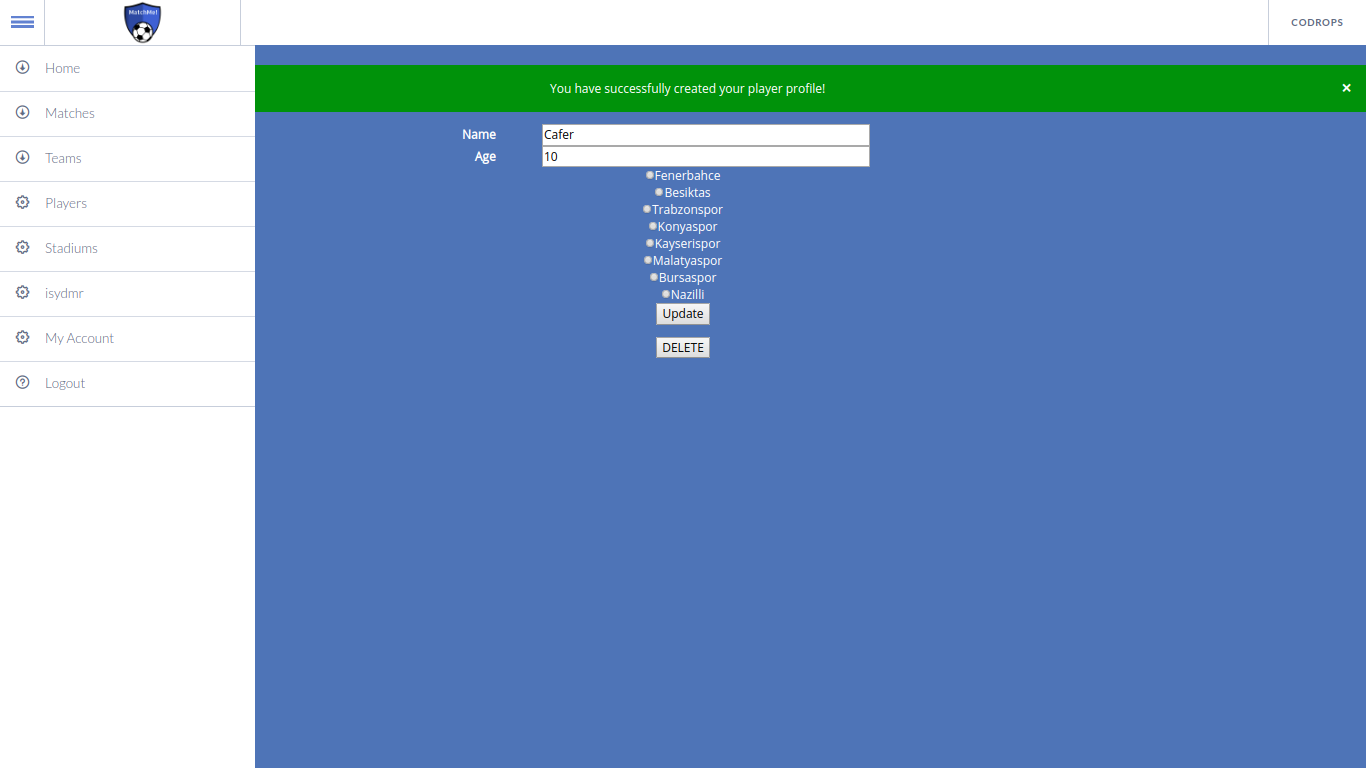 MatchMe!
CODROPS
Home
Matches
Teams
Players
Stadiums
isydmr
My Account
Logout
You have successfully created your player profile! ×
Name Cafer
Age 10
Fenerbahce
Besiktas
Trabzonspor
Konyaspor
Kayserispor
Malatyaspor
Bursaspor
Nazilli
Update
DELETE